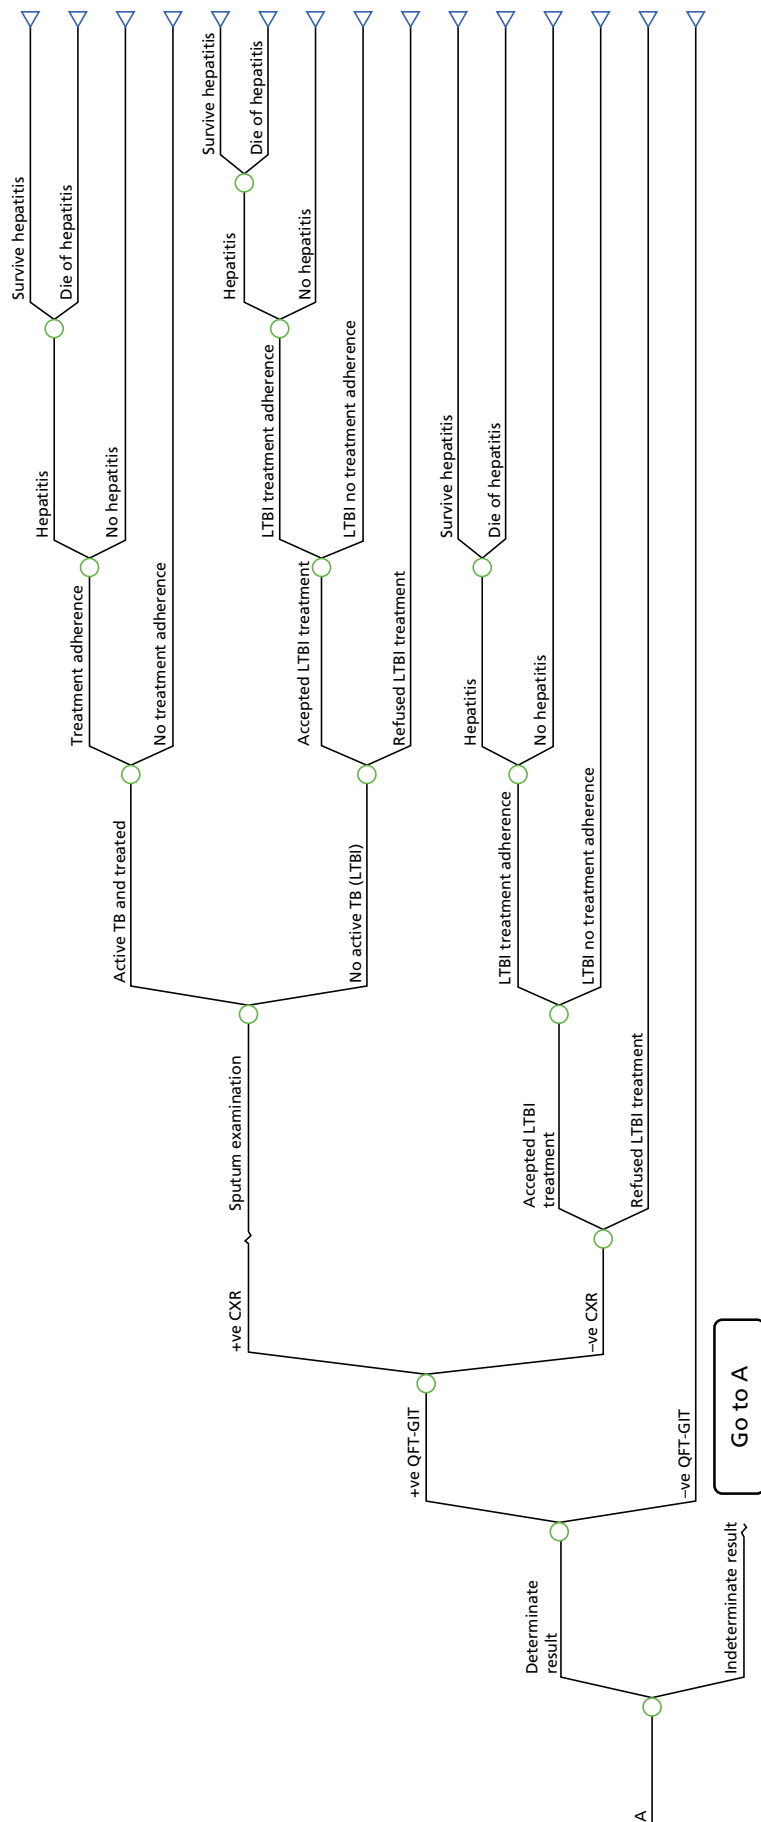 A
Determinate
result
Indeterminate result
+ve QFT-GIT
–ve QFT-GIT
Go to A
+ve CXR
–ve CXR
Sputum examination
Accepted LTBI
treatment
Refused LTBI treatment
Active TB and treated
No active TB (LTBI)
LTBI treatment adherence
LTBI no treatment adherence
Treatment adherence
No treatment adherence
Accepted LTBI treatment
Refused LTBI treatment
Hepatitis
No hepatitis
Hepatitis
No hepatitis
LTBI treatment adherence
LTBI no treatment adherence
Survive hepatitis
Die of hepatitis
Survive hepatitis
Die of hepatitis
Hepatitis
No hepatitis
Survive hepatitis
Die of hepatitis